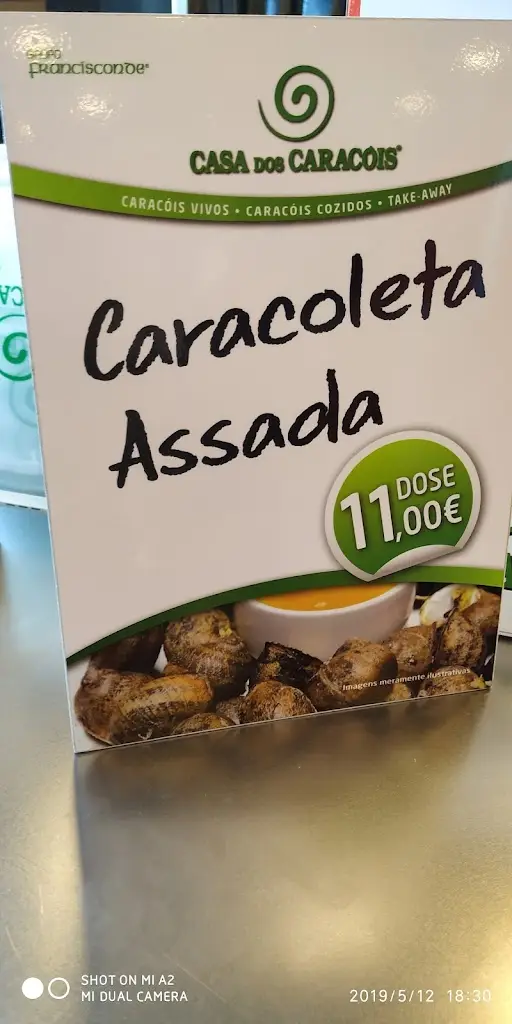 GRUPO
FRANCISCONDE®
CASA DOS CARACÓIS®
CARACÓIS VIVOS • CARACÓIS COZIDOS • TAKE-AWAY
Caracoleta
Assada
DOSE
11,00€
Imagens meramente ilustrativas
SHOT ON MI A2
MI DUAL CAMERA
2019/5/12 18:30